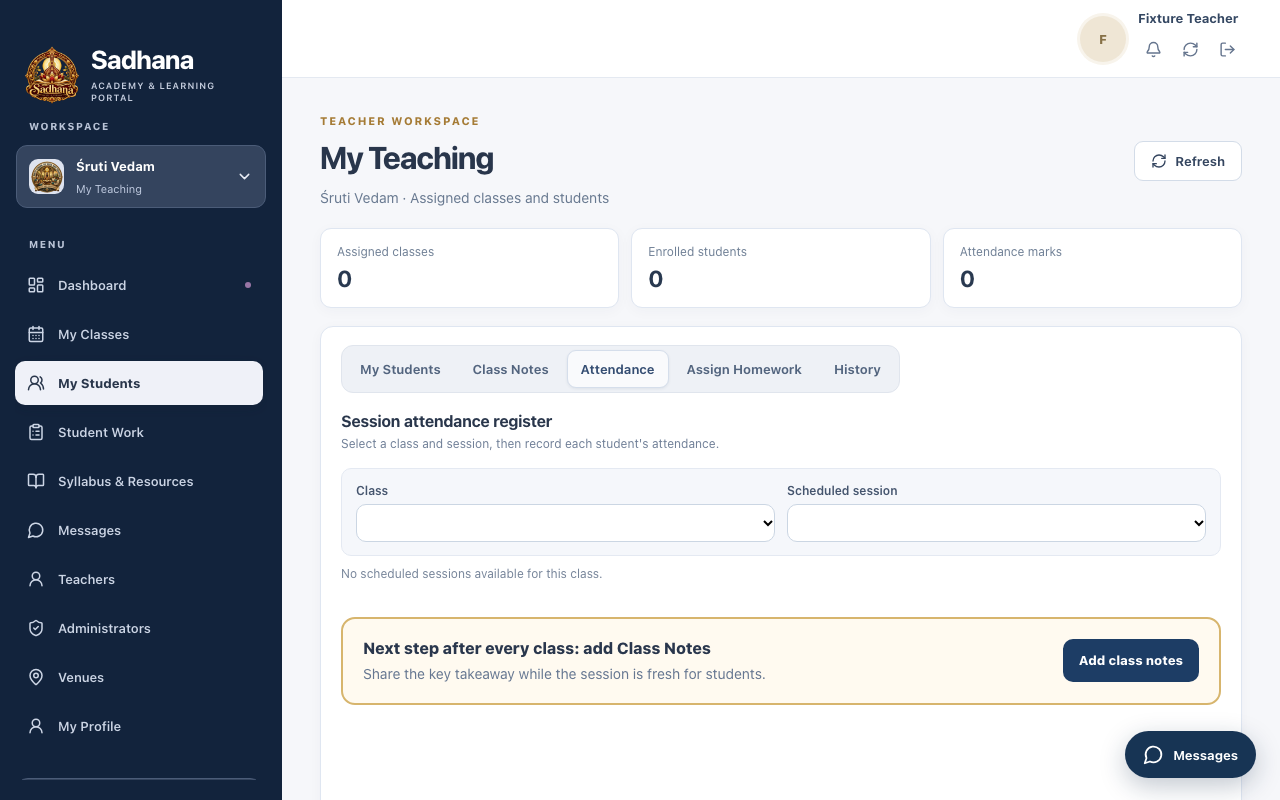 Sadhana
Sadhana
ACADEMY & LEARNING
PORTAL
WORKSPACE
Śruti Vedam
My Teaching
MENU
Dashboard
My Classes
My Students
Student Work
Syllabus & Resources
Messages
Teachers
Administrators
Venues
My Profile
F
Fixture Teacher
TEACHER WORKSPACE
My Teaching
Śruti Vedam · Assigned classes and students
Refresh
Assigned classes
0
Enrolled students
0
Attendance marks
0
My Students
Class Notes
Attendance
Assign Homework
History
Session attendance register
Select a class and session, then record each student's attendance.
Class
Scheduled session
No scheduled sessions available for this class.
Next step after every class: add Class Notes
Share the key takeaway while the session is fresh for students.
Add class notes
Messages